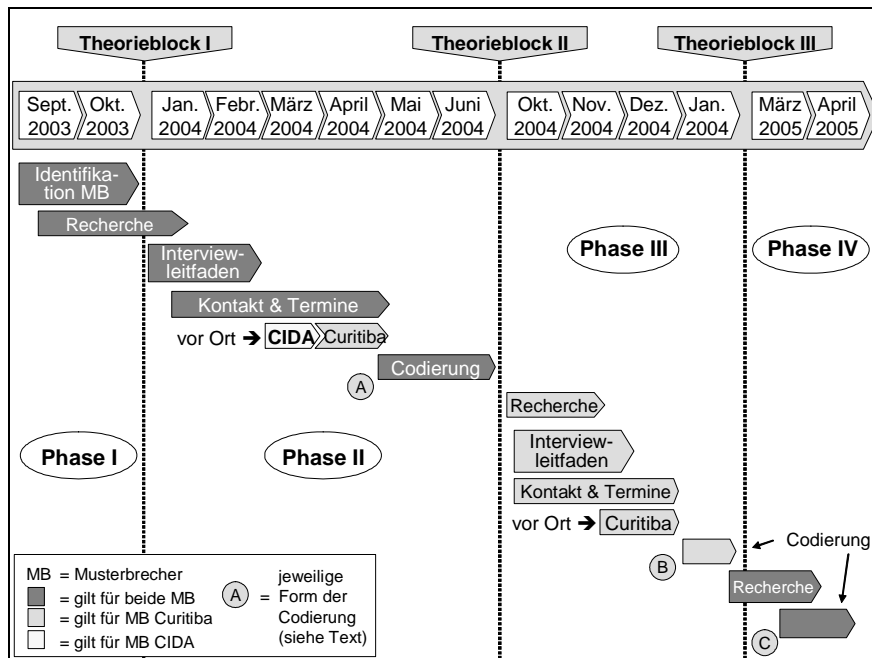 Theorieblock I
Theorieblock II
Theorieblock III
Sept. 2003
Okt. 2003
Jan. 2004
Febr. 2004
März 2004
April 2004
Mai 2004
Juni 2004
Okt. 2004
Nov. 2004
Dez. 2004
Jan. 2004
März 2005
April 2005
Identifika-
tion MB
Recherche
Interview-
leitfaden
Kontakt & Termine
vor Ort ➔ CIDA Curitiba
A Codierung
Phase I
Phase II
Phase III
Phase IV
Recherche
Interview-
leitfaden
Kontakt & Termine
vor Ort ➔ Curitiba
B
Codierung
Recherche
C
MB = Musterbrecher
= gilt für beide MB
= gilt für MB Curitiba
= gilt für MB CIDA
A = jeweilige
Form der
Codierung
(siehe Text)